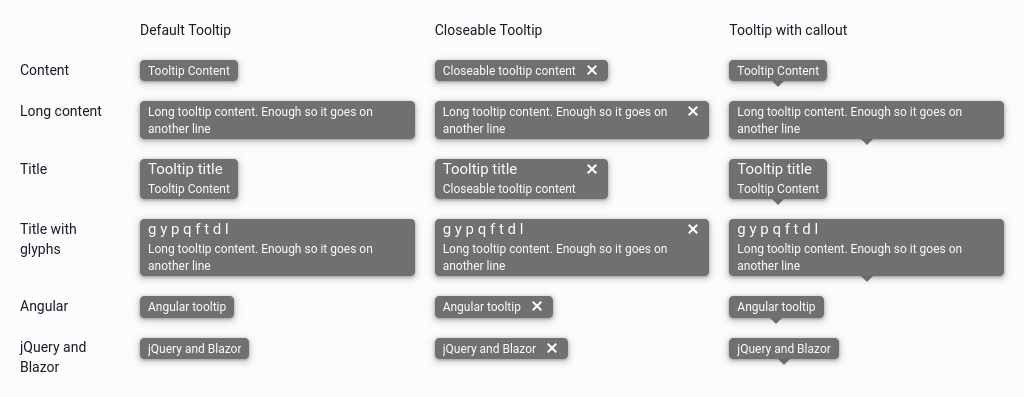 Default Tooltip Closeable Tooltip Tooltip with callout
Content Tooltip Content Closeable tooltip content Tooltip Content
Long content Long tooltip content. Enough so it goes on Long tooltip content. Enough so it goes on Long tooltip content. Enough so it goes on
another line another line another line
Title Tooltip title Tooltip title Tooltip title
Tooltip Content Closeable tooltip content Tooltip Content
Title with g y p q f t d l g y p q f t d l g y p q f t d l
glyphs Long tooltip content. Enough so it goes on Long tooltip content. Enough so it goes on Long tooltip content. Enough so it goes on
another line another line another line
Angular Angular tooltip Angular tooltip Angular tooltip
jQuery and jQuery and Blazor jQuery and Blazor jQuery and Blazor
Blazor